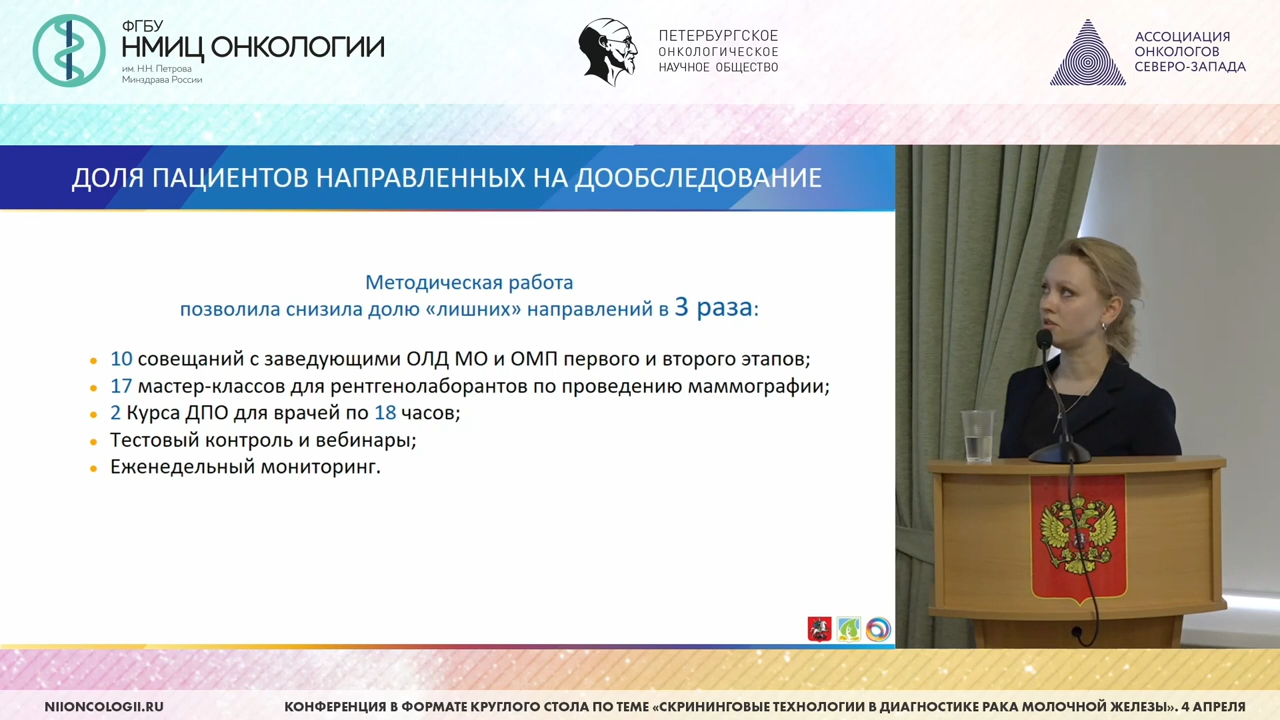 ФГБУ
НМИЦ ОНКОЛОГИИ
им. Н.Н. Петрова
Минздрава России
ПЕТЕРБУРГСКОЕ
ОНКОЛОГИЧЕСКОЕ
НАУЧНОЕ ОБЩЕСТВО
АССОЦИАЦИЯ
ОНКОЛОГОВ
СЕВЕРО-ЗАПАДА
ДОЛЯ ПАЦИЕНТОВ НАПРАВЛЕННЫХ НА ДООБСЛЕДОВАНИЕ
Методическая работа
позволила снизила долю «лишних» направлений в 3 раза:
• 10 совещаний с заведующими ОЛД МО и ОМП первого и второго этапов;
• 17 мастер-классов для рентгенолаборантов по проведению маммографии;
• 2 Курса ДПО для врачей по 18 часов;
• Тестовый контроль и вебинары;
• Еженедельный мониторинг.
NIIONCOLOGII.RU
КОНФЕРЕНЦИЯ В ФОРМАТЕ КРУГЛОГО СТОЛА ПО ТЕМЕ «СКРИНИНГОВЫЕ ТЕХНОЛОГИИ В ДИАГНОСТИКЕ РАКА МОЛОЧНОЙ ЖЕЛЕЗЫ». 4 АПРЕЛЯ